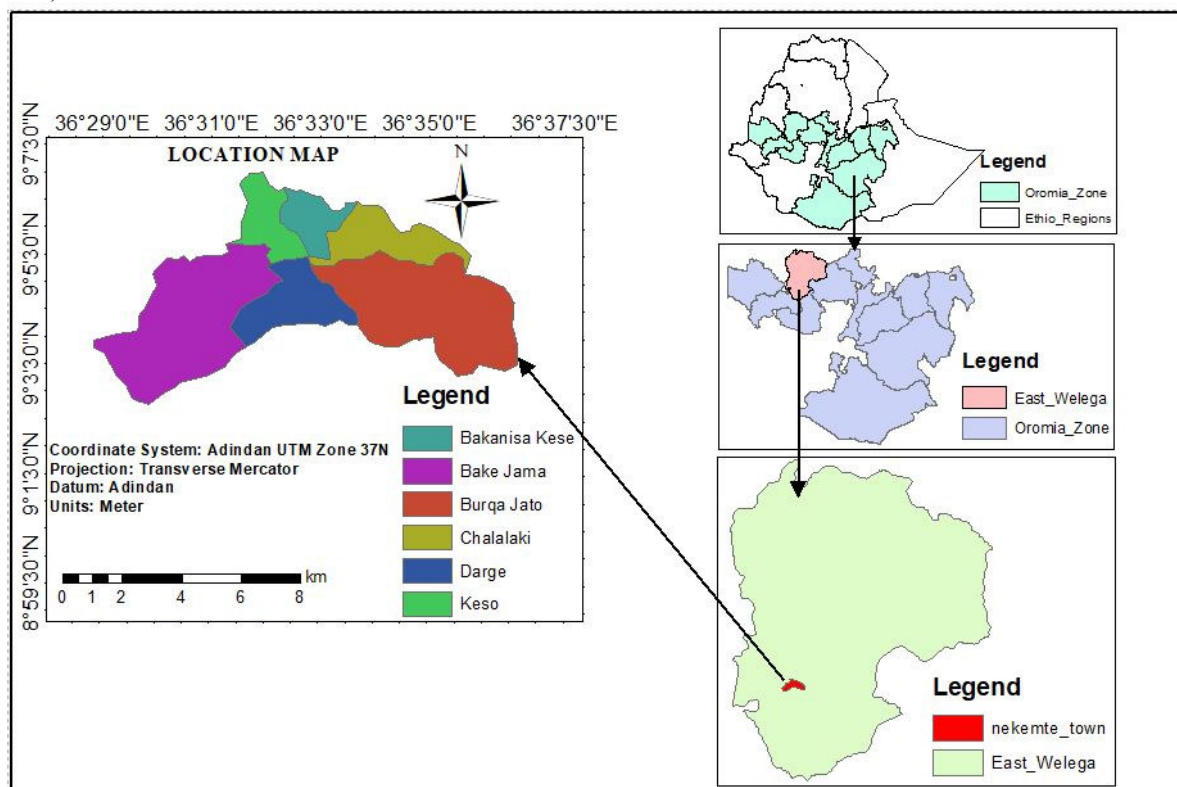 36°29'0"E 36°31'0"E 36°33'0"E 36°35'0"E 36°37'30"E
9°7'30"N
9°5'30"N
9°3'30"N
9°1'30"N
8°59'30"N
8°57'30"N
LOCATION MAP
N
Legend
Bakanisa Kese
Bake Jama
Burqa Jato
Chalalaki
Darge
Keso
Coordinate System: Adindan UTM Zone 37N
Projection: Transverse Mercator
Datum: Adindan
Units: Meter
km
0 1 2 4 6 8
Legend
Oromia_Zone
Ethio_Regions
Legend
East_Welega
Oromia_Zone
Legend
nekemte_town
East_Welega